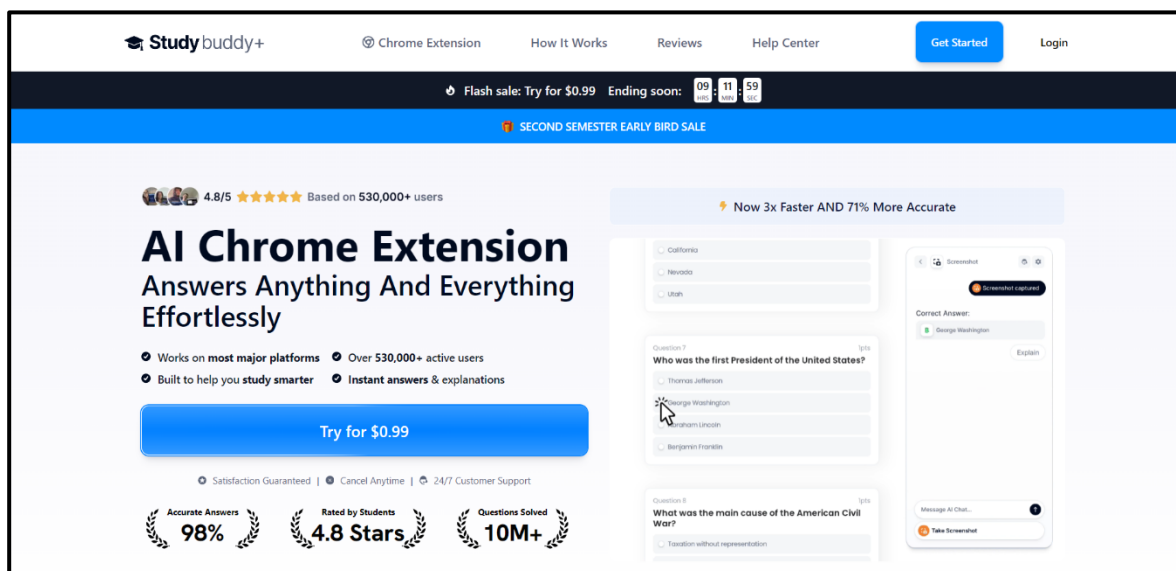 Studybuddy+
Chrome Extension
How It Works
Reviews
Help Center
Get Started
Login
Flash sale: Try for $0.99 Ending soon:
09 : 11 : 59
HRS MIN SEC
SECOND SEMESTER EARLY BIRD SALE
4.8/5 Based on 530,000+ users
AI Chrome Extension
Answers Anything And Everything
Effortlessly
Works on most major platforms
Over 530,000+ active users
Built to help you study smarter
Instant answers & explanations
Try for $0.99
Satisfaction Guaranteed | Cancel Anytime | 24/7 Customer Support
Accurate Answers
98%
Rated by Students
4.8 Stars
Questions Solved
10M+
Now 3x Faster AND 71% More Accurate
California
Nevada
Utah
Question 7 1pts
Who was the first President of the United States?
Thomas Jefferson
George Washington
Abraham Lincoln
Benjamin Franklin
Question 8 1pts
What was the main cause of the American Civil
War?
Taxation without representation
Screenshot
Screenshot captured
Correct Answer:
B George Washington
Explain
Message AI Chat...
Take Screenshot